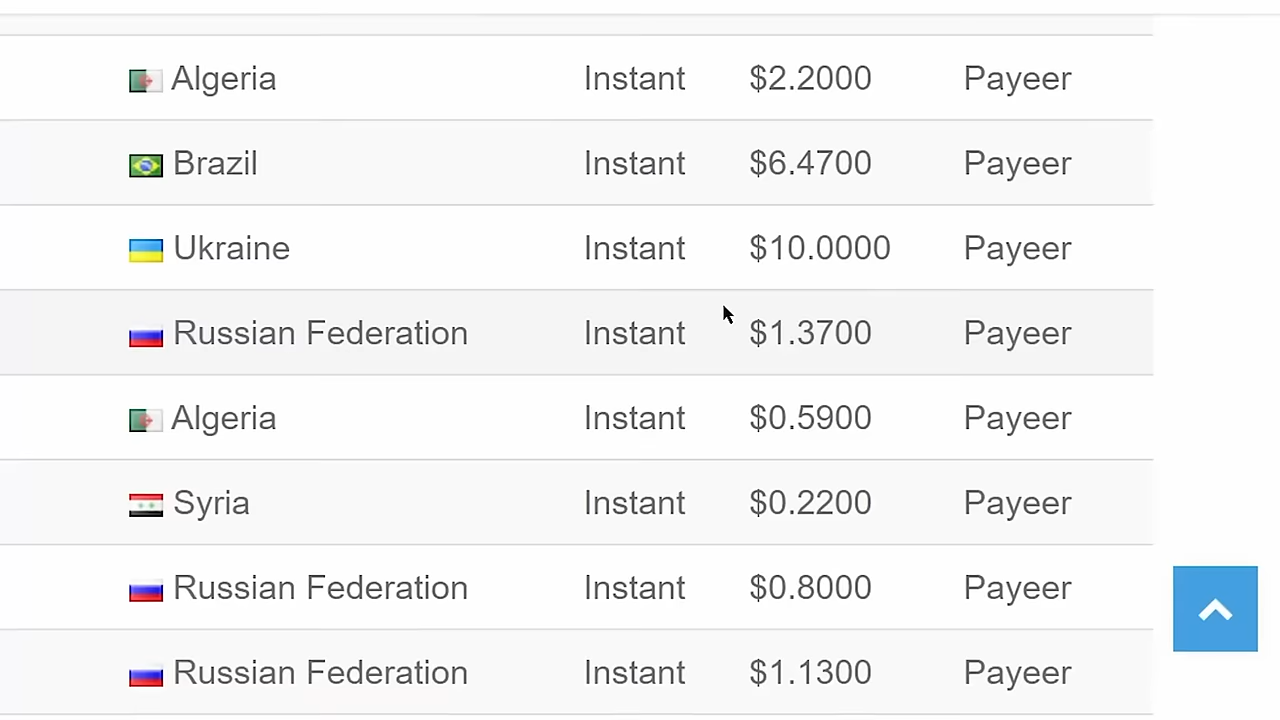 Algeria Instant $2.2000 Payeer
Brazil Instant $6.4700 Payeer
Ukraine Instant $10.0000 Payeer
Russian Federation Instant $1.3700 Payeer
Algeria Instant $0.5900 Payeer
Syria Instant $0.2200 Payeer
Russian Federation Instant $0.8000 Payeer
Russian Federation Instant $1.1300 Payeer